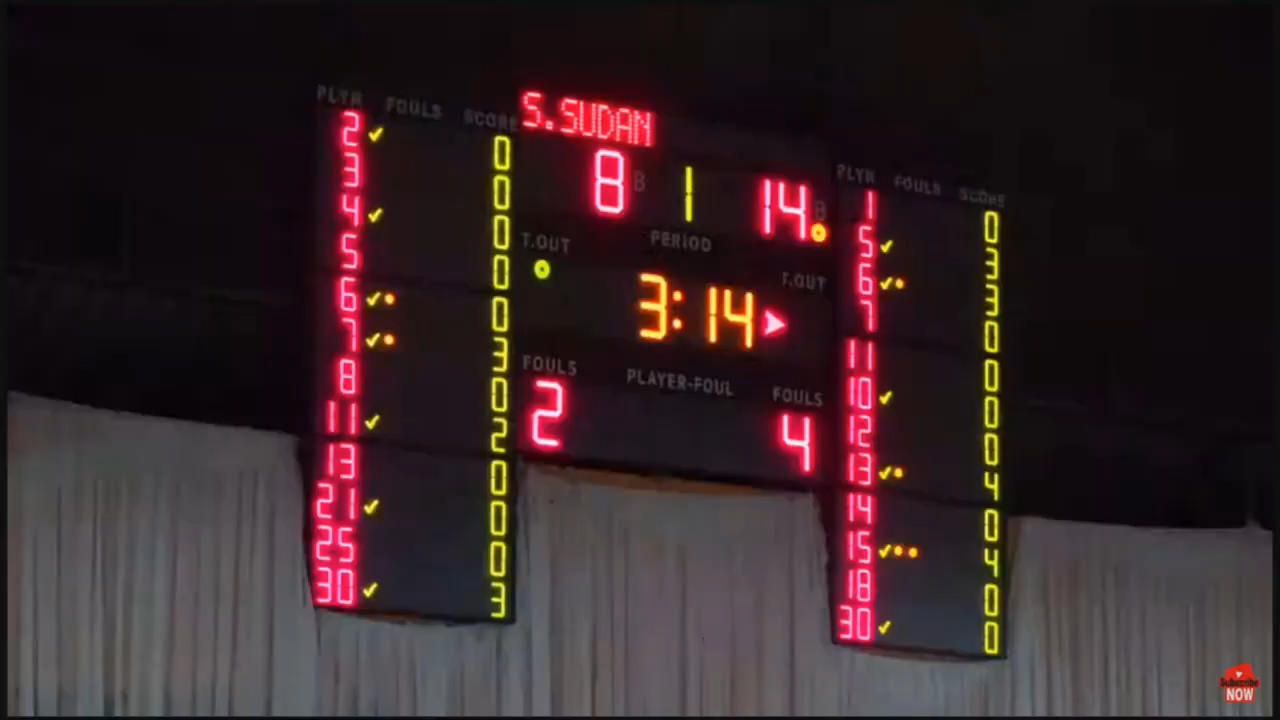 PLYR FOULS SCORE
2 ✓ 0
3 0
4 ✓ 0
5 0
6 ✓• 0
7 ✓• 3
8 0
11 ✓ 2
13 0
21 ✓ 0
25 0
30 ✓ 3
S.SUDAN
8 B 1 14 B
PERIOD
T.OUT T.OUT
3:14
FOULS PLAYER-FOUL FOULS
2 4
PLYR FOULS SCORE
1 0
5 ✓ 3
6 ✓• 3
7 0
11 0
10 ✓ 0
12 0
13 ✓• 4
14 0
15 ✓•• 4
18 0
30 ✓ 0
Subscribe
NOW